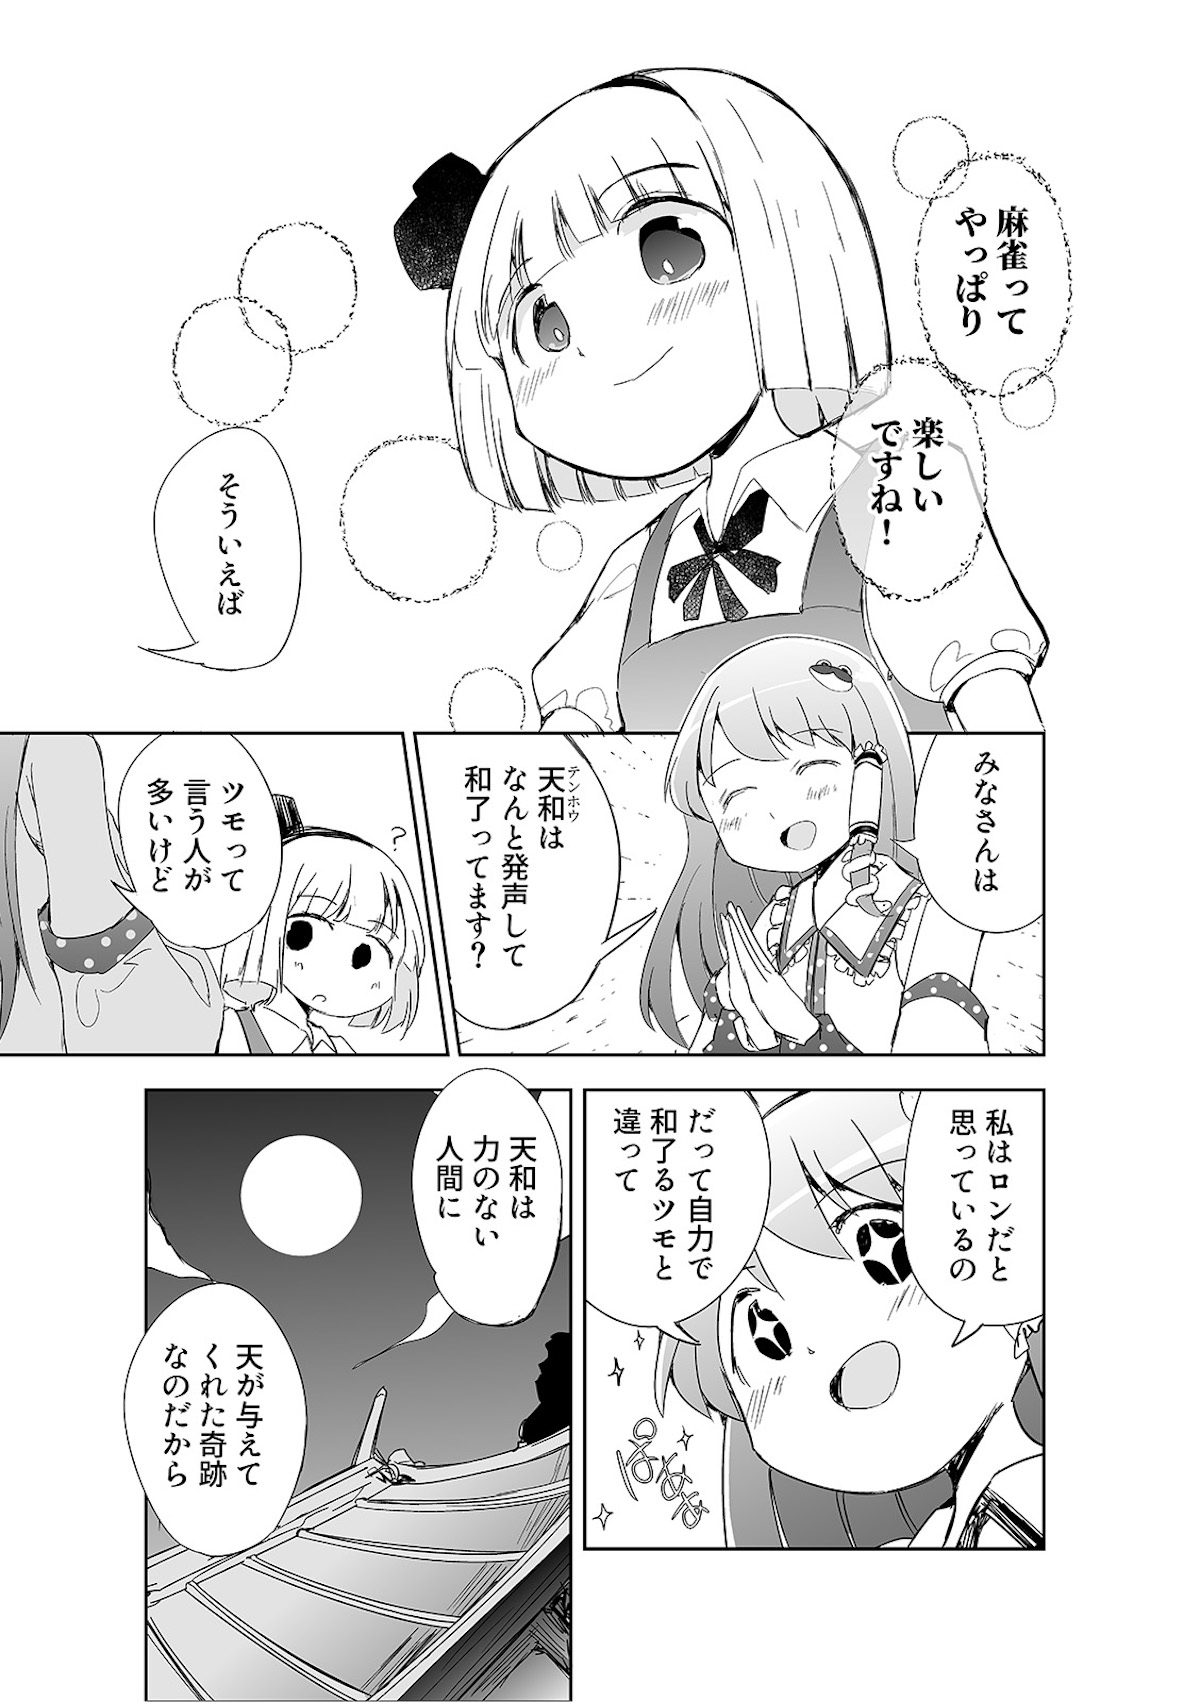 麻雀って
やっぱり
楽しい
ですね！
そういえば
みなさんは
天和は
テンホウ
なんと発声して
和了ってます？
ツモって
言う人が
多いけど
？
私はロンだと
思っているの
だって自力で
和了るツモと
違って
ぱあぁぁ
天和は
力のない
人間に
天が与えて
くれた奇跡
なのだから